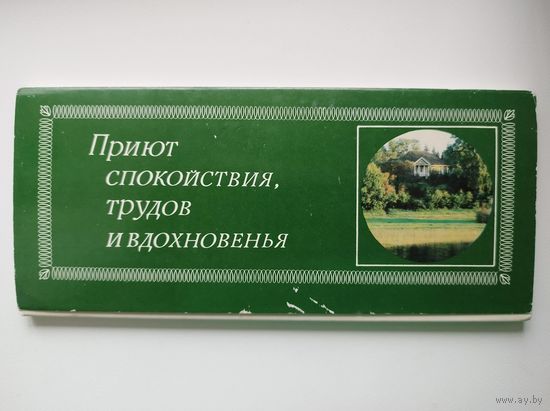 Приют
спокойствия,
трудов
и вдохновенья
www.ay.by